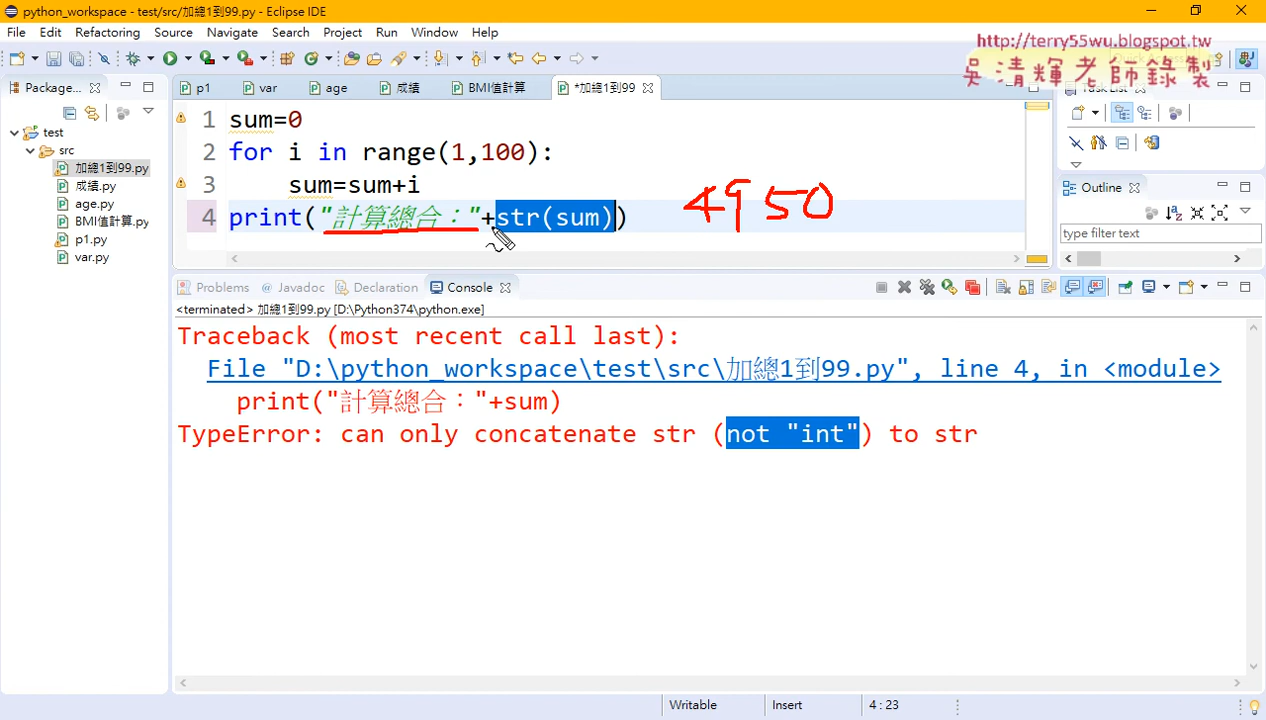 python_workspace - test/src/加總1到99.py - Eclipse IDE
File Edit Refactoring Source Navigate Search Project Run Window Help
http://terry55wu.blogspot.tw
吳清輝老師錄製
Package...
p1 var age 成績 BMI值計算 *加總1到99
Task List
test
src
加總1到99.py
成績.py
age.py
BMI值計算.py
p1.py
var.py
1 sum=0
2 for i in range(1,100):
3 sum=sum+i
4 print("計算總合："+str(sum))
4950
Outline
type filter text
Problems @ Javadoc Declaration Console
<terminated> 加總1到99.py [D:\Python374\python.exe]
Traceback (most recent call last):
File "D:\python_workspace\test\src\加總1到99.py", line 4, in <module>
print("計算總合："+sum)
TypeError: can only concatenate str (not "int") to str
Writable Insert 4 : 23